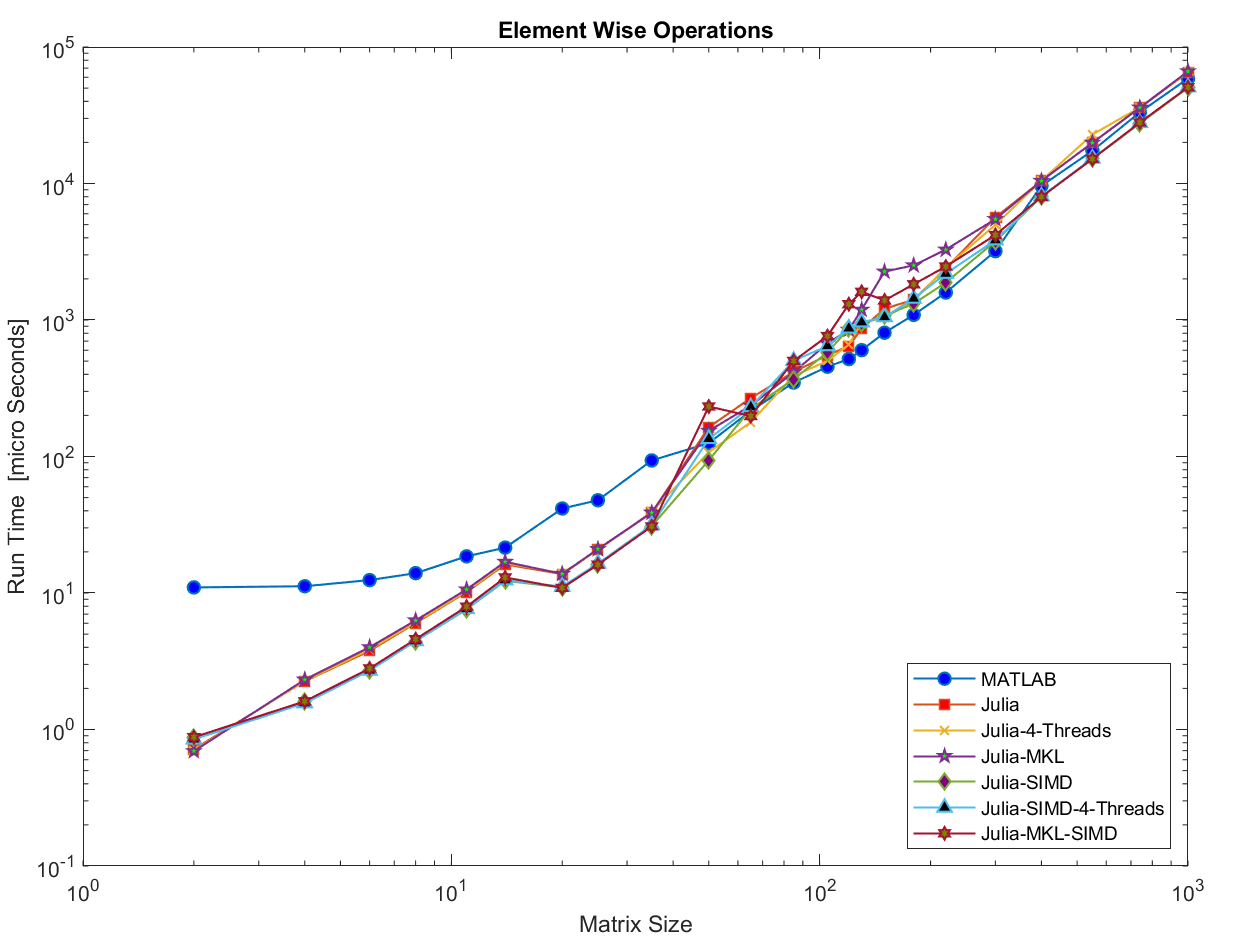 Element Wise Operations
Run Time [micro Seconds]
10^5
10^4
10^3
10^2
10^1
10^0
10^-1
10^0
10^1
10^2
10^3
Matrix Size
MATLAB
Julia
Julia-4-Threads
Julia-MKL
Julia-SIMD
Julia-SIMD-4-Threads
Julia-MKL-SIMD